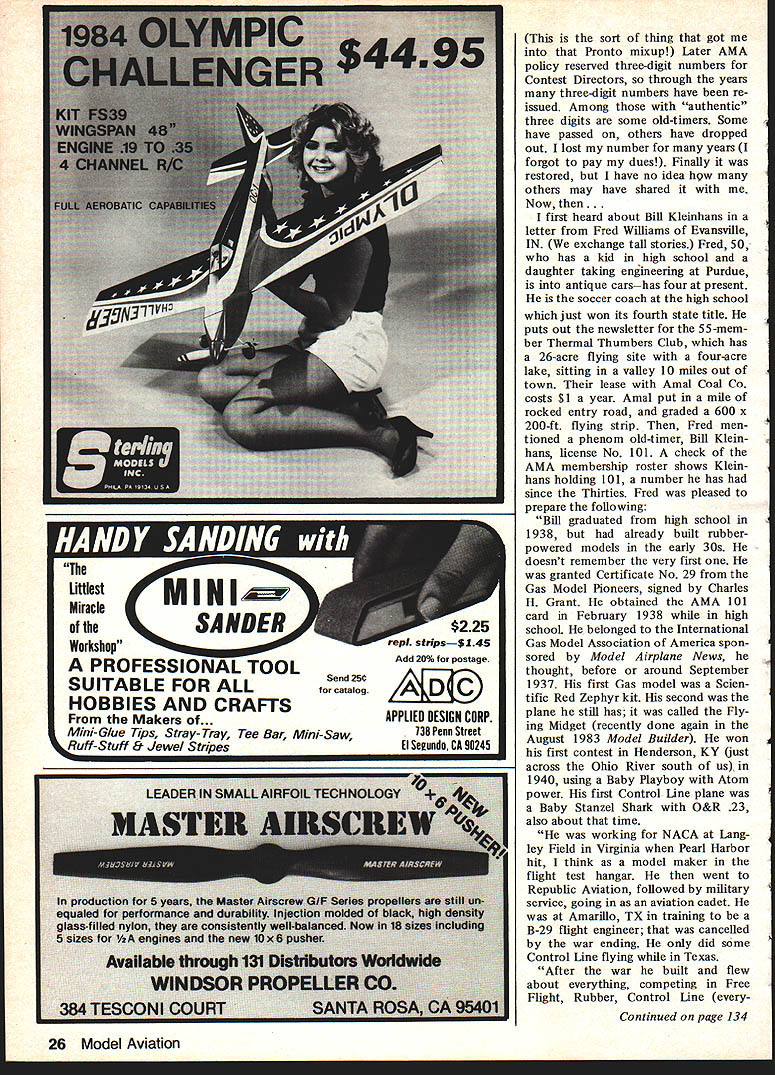 1984 OLYMPIC
CHALLENGER
$44.95
KIT FS39
WINGSPAN 48"
ENGINE .19 TO .35
4 CHANNEL R/C
FULL AEROBATIC CAPABILITIES
OLYMPIC
CHALLENGER
Sterling
MODELS
INC.
PHILA. PA 19134. U.S.A
HANDY SANDING with
"The
Littlest
Miracle
of the
Workshop"
MINI
SANDER
$2.25
repl. strips—$1.45
Add 20% for postage.
Send 25¢
for catalog.
A PROFESSIONAL TOOL
SUITABLE FOR ALL
HOBBIES AND CRAFTS
From the Makers of...
Mini-Glue Tips, Stray-Tray, Tee Bar, Mini-Saw,
Ruff-Stuff & Jewel Stripes
ADC
APPLIED DESIGN CORP.
738 Penn Street
El Segundo, CA 90245
LEADER IN SMALL AIRFOIL TECHNOLOGY
NEW
10 x 6 PUSHER!
MASTER AIRSCREW
MASTER AIRSCREW
MASTER AIRSCREW
In production for 5 years, the Master Airscrew G/F Series propellers are still un-
equaled for performance and durability. Injection molded of black, high density
glass-filled nylon, they are consistently well-balanced. Now in 18 sizes including
5 sizes for ½A engines and the new 10 x 6 pusher.
Available through 131 Distributors Worldwide
WINDSOR PROPELLER CO.
384 TESCONI COURT
SANTA ROSA, CA 95401
26 Model Aviation
(This is the sort of thing that got me
into that Pronto mixup!) Later AMA
policy reserved three-digit numbers for
Contest Directors, so through the years
many three-digit numbers have been re-
issued. Among those with "authentic"
three digits are some old-timers. Some
have passed on, others have dropped
out. I lost my number for many years (I
forgot to pay my dues!). Finally it was
restored, but I have no idea how many
others may have shared it with me.
Now, then . . .
I first heard about Bill Kleinhans in a
letter from Fred Williams of Evansville,
IN. (We exchange tall stories.) Fred, 50,
who has a kid in high school and a
daughter taking engineering at Purdue,
is into antique cars—has four at present.
He is the soccer coach at the high school
which just won its fourth state title. He
puts out the newsletter for the 55-mem-
ber Thermal Thumbers Club, which has
a 26-acre flying site with a four-acre
lake, sitting in a valley 10 miles out of
town. Their lease with Amal Coal Co.
costs $1 a year. Amal put in a mile of
rocked entry road, and graded a 600 x
200-ft. flying strip. Then, Fred men-
tioned a phenom old-timer, Bill Klein-
hans, license No. 101. A check of the
AMA membership roster shows Klein-
hans holding 101, a number he has had
since the Thirties. Fred was pleased to
prepare the following:
"Bill graduated from high school in
1938, but had already built rubber-
powered models in the early 30s. He
doesn't remember the very first one. He
was granted Certificate No. 29 from the
Gas Model Pioneers, signed by Charles
H. Grant. He obtained the AMA 101
card in February 1938 while in high
school. He belonged to the International
Gas Model Association of America spon-
sored by Model Airplane News, he
thought, before or around September
1937. His first Gas model was a Scien-
tific Red Zephyr kit. His second was the
plane he still has; it was called the Fly-
ing Midget (recently done again in the
August 1983 Model Builder). He won
his first contest in Henderson, KY (just
across the Ohio River south of us) in
1940, using a Baby Playboy with Atom
power. His first Control Line plane was
a Baby Stanzel Shark with O&R .23,
also about that time.
"He was working for NACA at Lang-
ley Field in Virginia when Pearl Harbor
hit, I think as a model maker in the
flight test hangar. He then went to
Republic Aviation, followed by military
service, going in as an aviation cadet. He
was at Amarillo, TX in training to be a
B-29 flight engineer; that was cancelled
by the war ending. He only did some
Control Line flying while in Texas.
"After the war he built and flew
about everything, competing in Free
Flight, Rubber, Control Line (every-
Continued on page 134